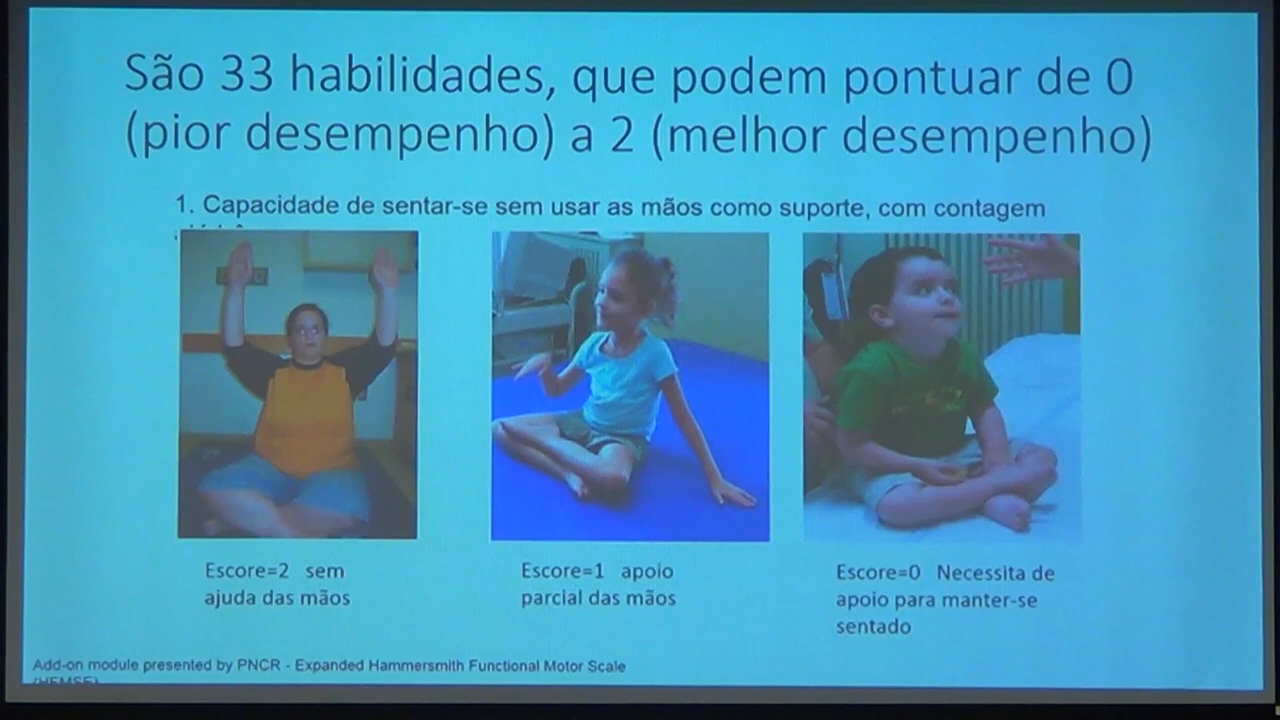 São 33 habilidades, que podem pontuar de 0
(pior desempenho) a 2 (melhor desempenho)
1. Capacidade de sentar-se sem usar as mãos como suporte, com contagem
Escore=2 sem
ajuda das mãos
Escore=1 apoio
parcial das mãos
Escore=0 Necessita de
apoio para manter-se
sentado
Add-on module presented by PNCR - Expanded Hammersmith Functional Motor Scale
(HFMSE)